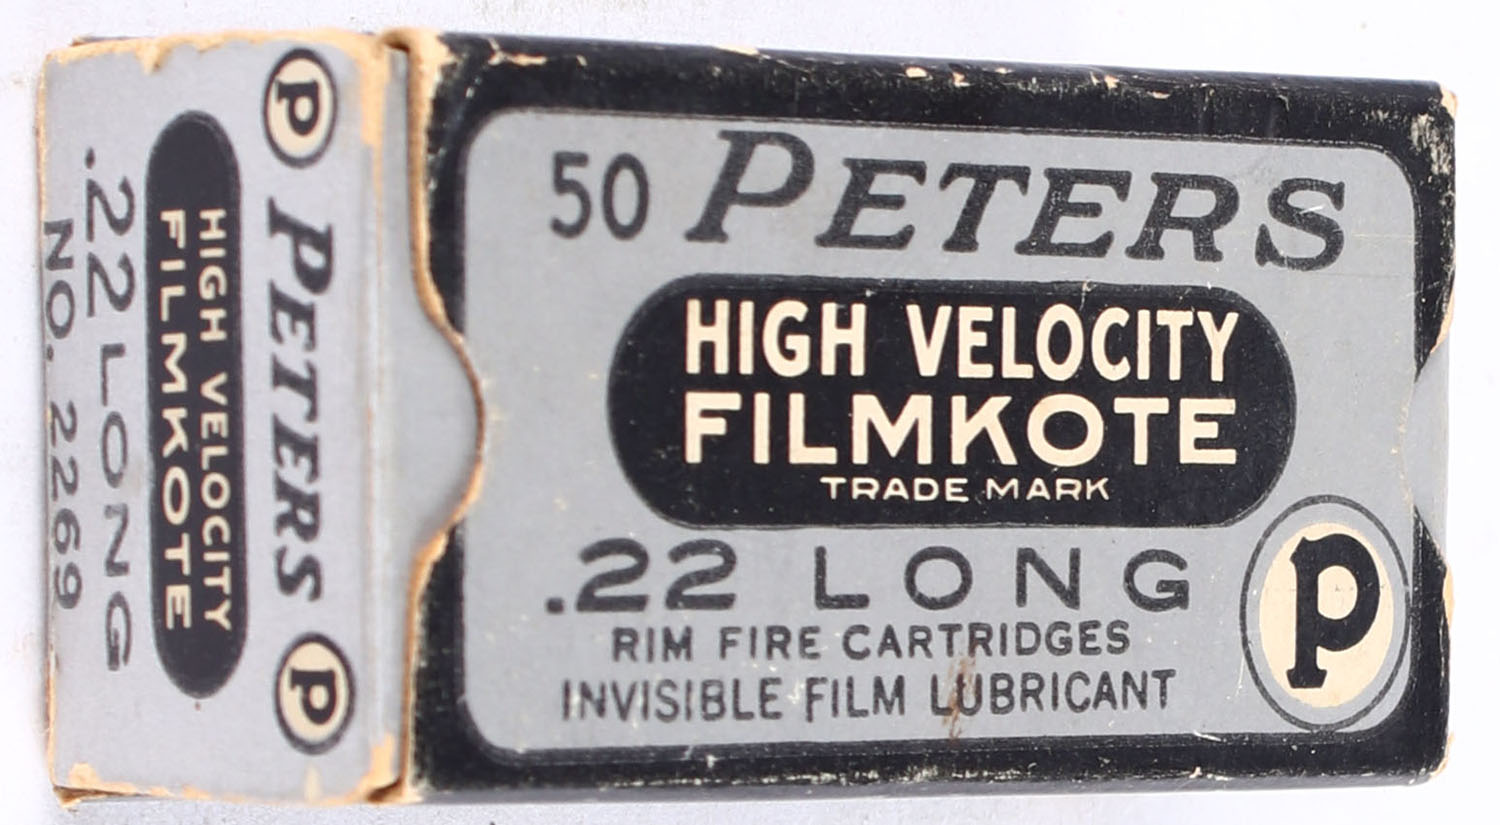 50 PETERS
HIGH VELOCITY
FILMKOTE
TRADE MARK
.22 LONG
RIM FIRE CARTRIDGES
INVISIBLE FILM LUBRICANT
P
P PETERS P
HIGH VELOCITY
FILMKOTE
.22 LONG
NO. 2269